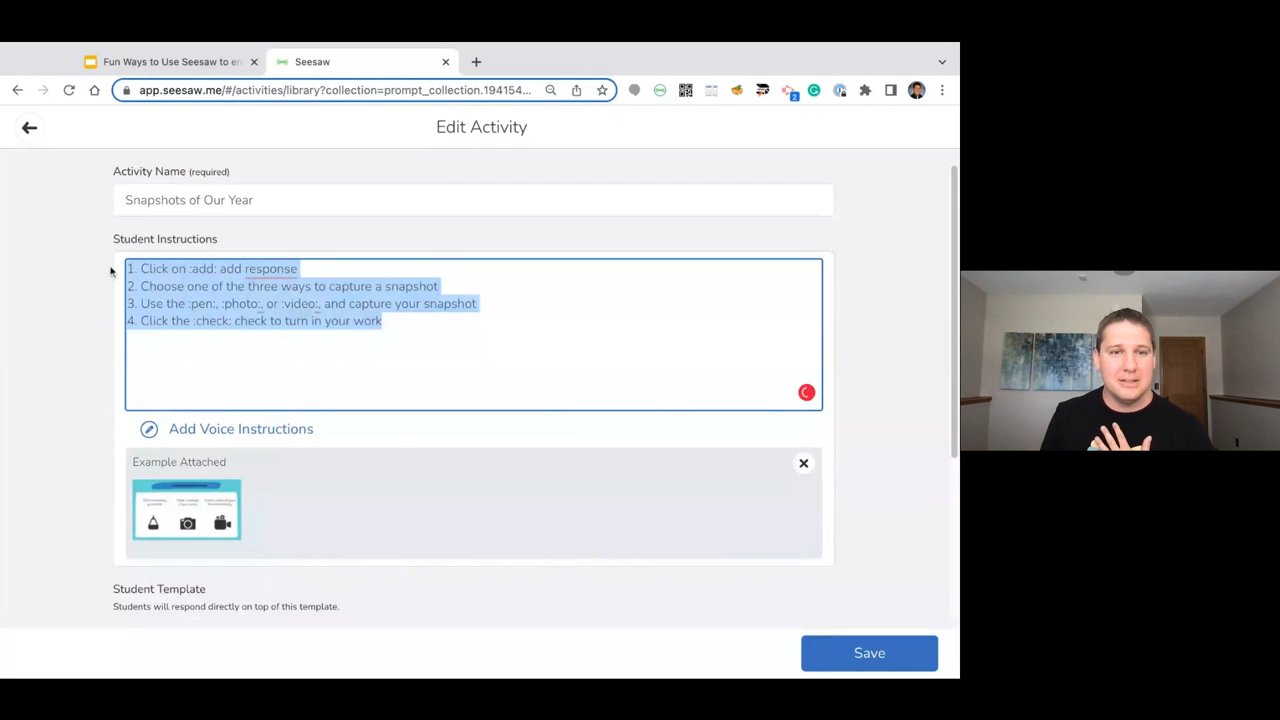 Fun Ways to Use Seesaw to en
Seesaw
app.seesaw.me/#/activities/library?collection=prompt_collection.194154...
2
Edit Activity
Activity Name (required)
Snapshots of Our Year
Student Instructions
1. Click on :add: add response
2. Choose one of the three ways to capture a snapshot
3. Use the :pen:, :photo:, or :video:, and capture your snapshot
4. Click the :check: check to turn in your work
Add Voice Instructions
Example Attached
Student Template
Students will respond directly on top of this template.
Save